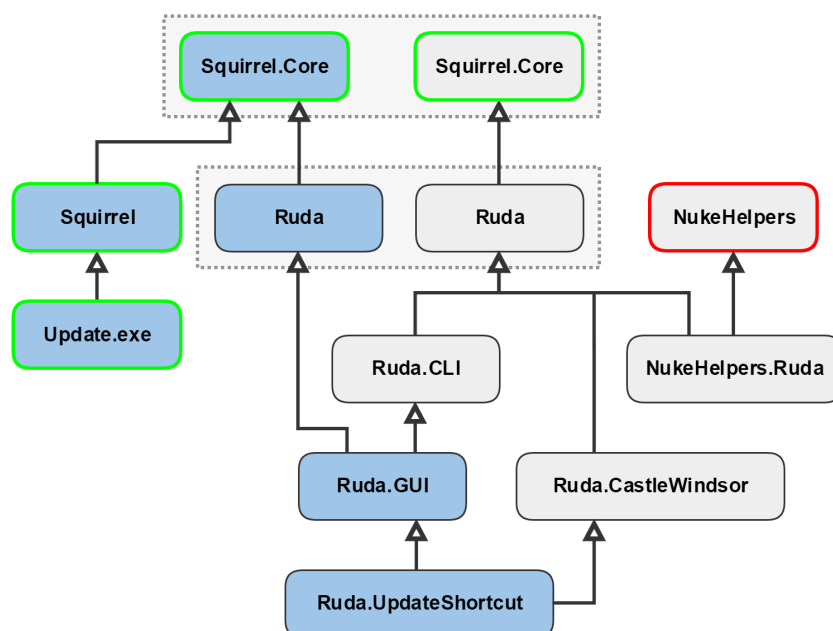 Squirrel.Core
Squirrel.Core
Squirrel
Ruda
Ruda
NukeHelpers
Update.exe
Ruda.CLI
NukeHelpers.Ruda
Ruda.GUI
Ruda.CastleWindsor
Ruda.UpdateShortcut